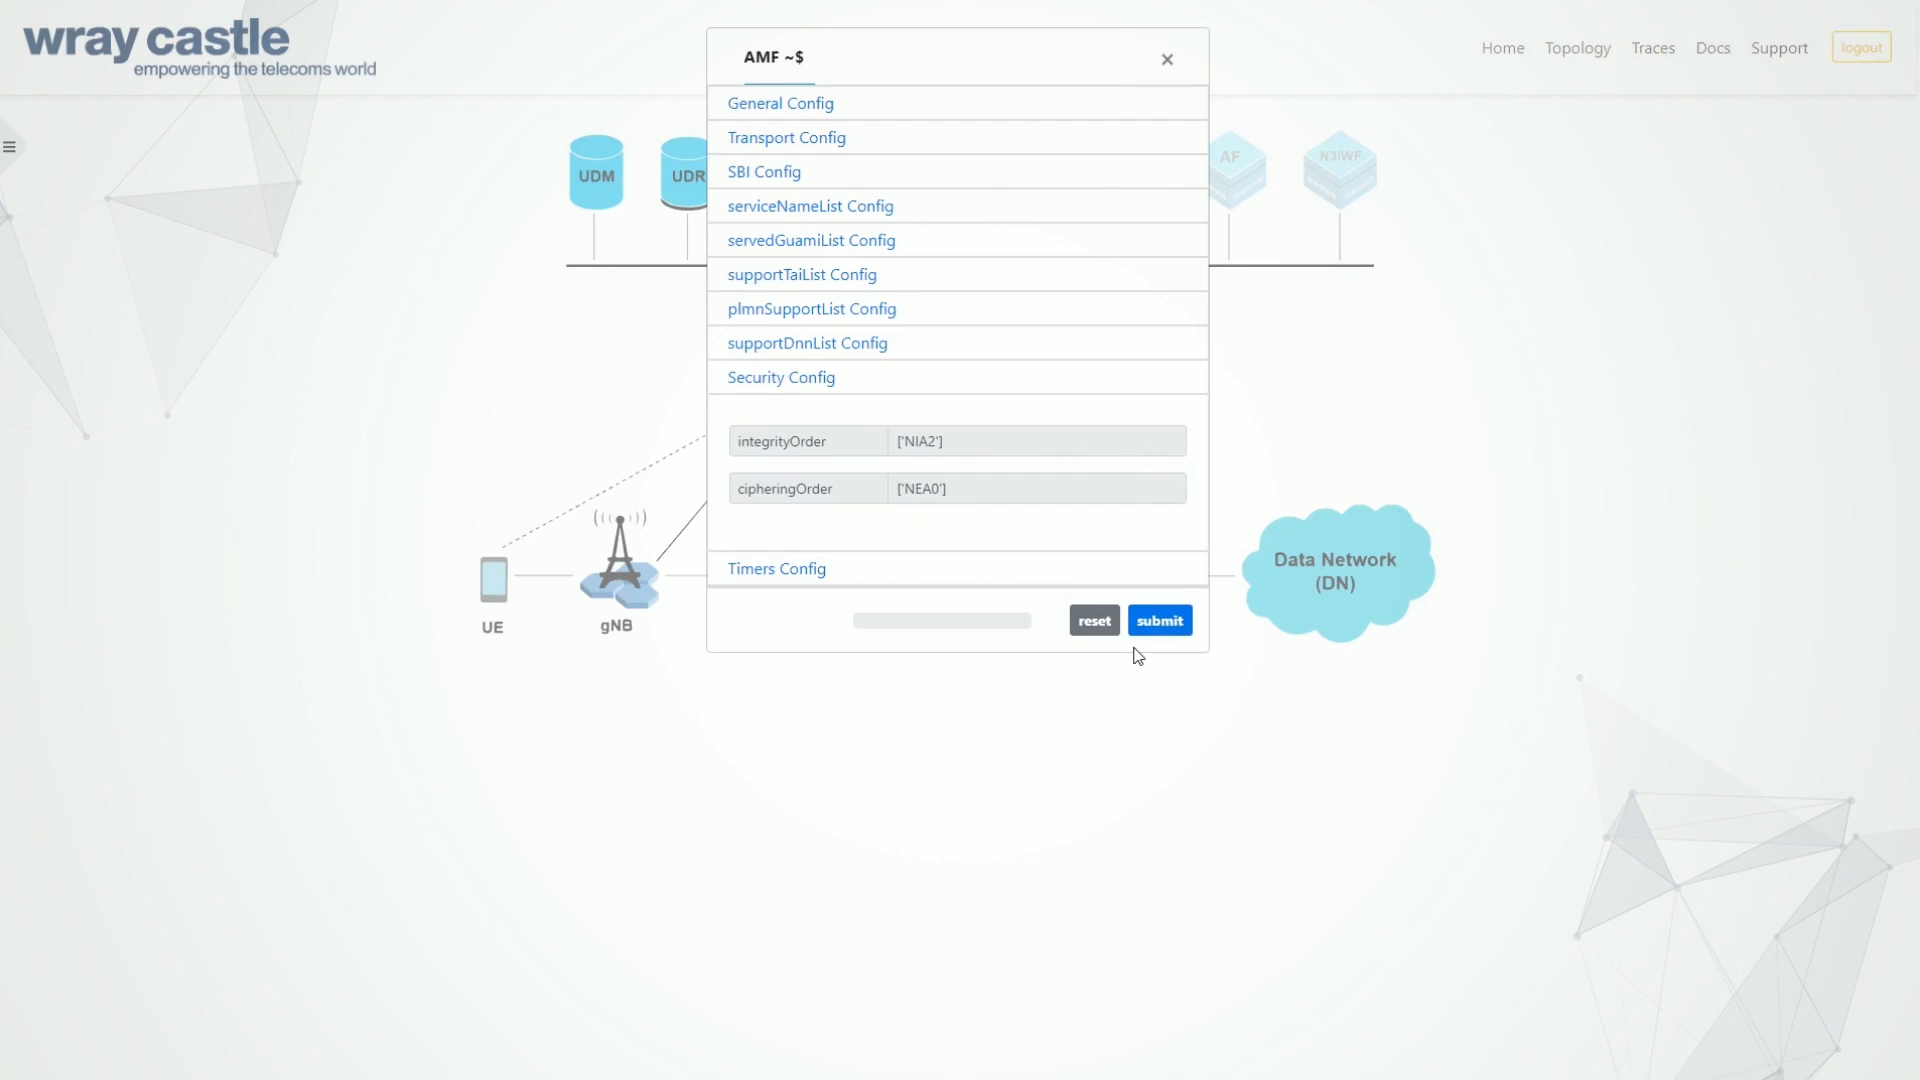 wray castle
empowering the telecoms world
Home Topology Traces Docs Support logout
AMF ~$ ×
General Config
Transport Config
SBI Config
serviceNameList Config
servedGuamiList Config
supportTaiList Config
plmnSupportList Config
supportDnnList Config
Security Config
integrityOrder ['NIA2']
cipheringOrder ['NEA0']
Timers Config
reset submit
UDM
UDR
AF
N3IWF
UE
gNB
Data Network
(DN)